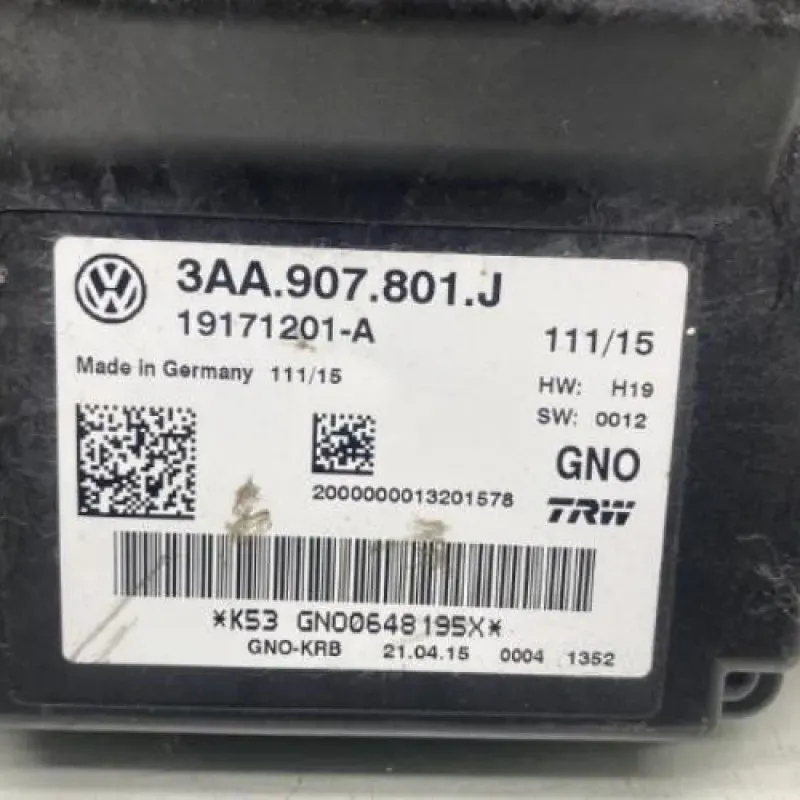 3AA.907.801.J
19171201-A
111/15
Made in Germany 111/15
HW: H19
SW: 0012
GNO
2000000013201578
TRW
*K53 GNO0648195X*
GNO-KRB 21.04.15 0004 1352